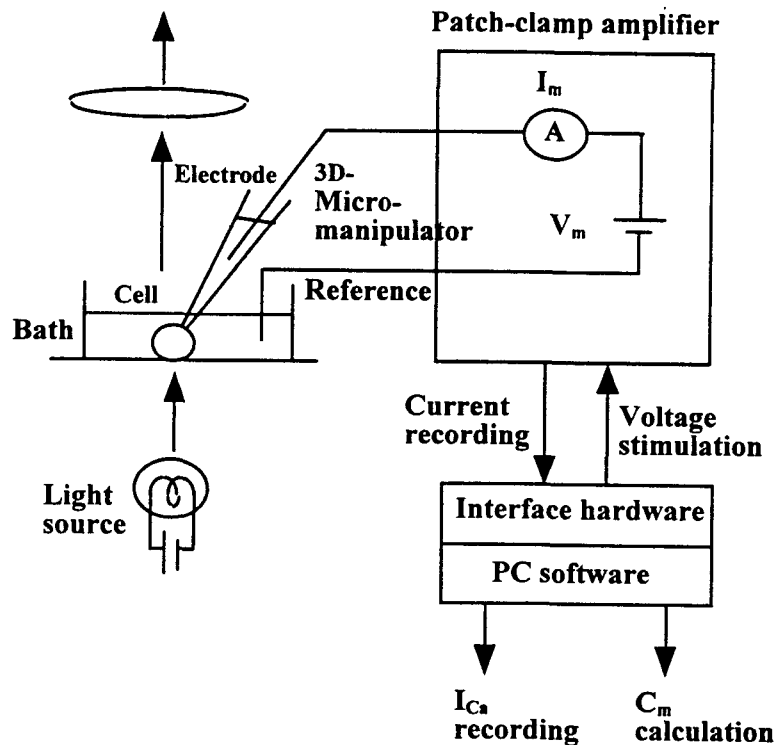 Patch-clamp amplifier
Iₘ
A
Electrode
3D-
Micro-
manipulator
Vₘ
Cell
Reference
Bath
Current
recording
Voltage
stimulation
Light
source
Interface hardware
PC software
I_Ca
recording
Cₘ
calculation